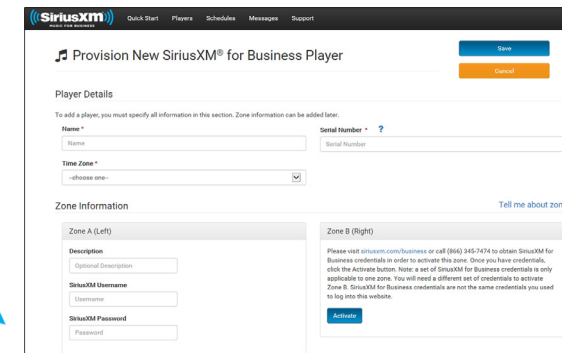 ((SiriusXM)) Quick Start Players Schedules Messages Support
MUSIC FOR BUSINESS
Provision New SiriusXM® for Business Player
Save
Cancel
Player Details
To add a player, you must specify all information in this section. Zone information can be added later.
Name * Serial Number * ?
Name Serial Number
Time Zone *
--choose one--
Zone Information Tell me about zon
Zone A (Left) Zone B (Right)
Description
Optional Description
SiriusXM Username
Username
SiriusXM Password
Password
Please visit siriusxm.com/business or call (866) 345-7474 to obtain SiriusXM for
Business credentials in order to activate this zone. Once you have credentials,
click the Activate button. Note: a set of SiriusXM for Business credentials is only
applicable to one zone. You will need a different set of credentials to activate
Zone B. SiriusXM for Business credentials are not the same credentials you used
to log into this website.
Activate